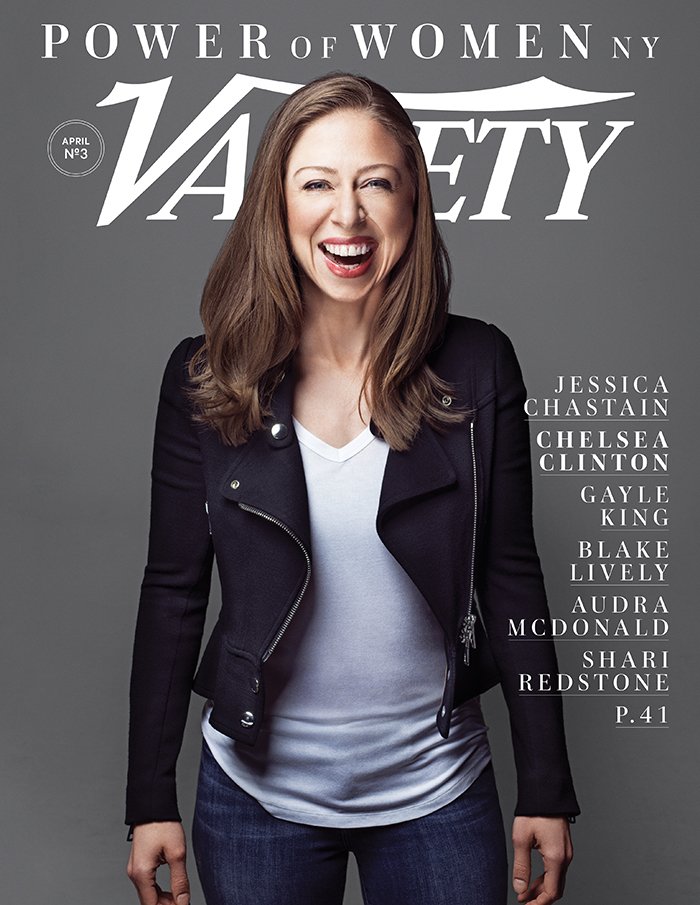 POWER OF WOMEN NY
VARIETY
APRIL
Nº3
JESSICA
CHASTAIN
CHELSEA
CLINTON
GAYLE
KING
BLAKE
LIVELY
AUDRA
MCDONALD
SHARI
REDSTONE
P.41